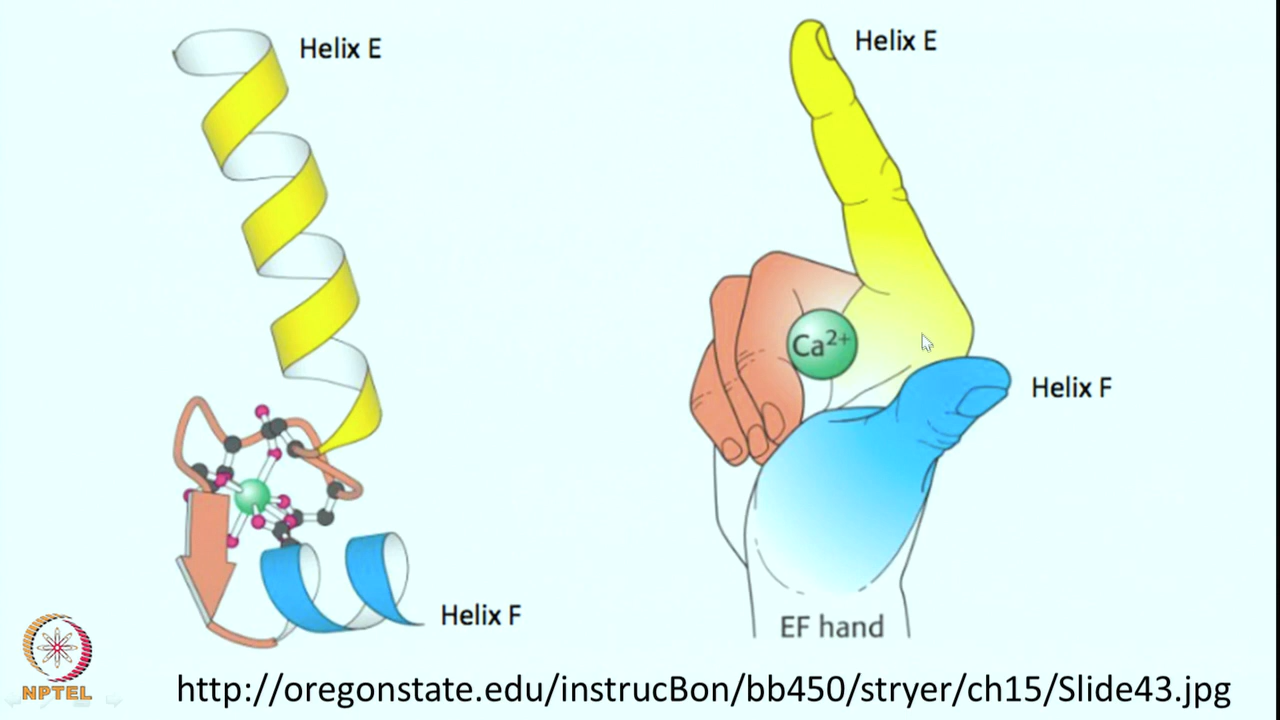 Helix E
Helix E
Ca²⁺
Helix F
Helix F
EF hand
NPTEL
http://oregonstate.edu/instrucBon/bb450/stryer/ch15/Slide43.jpg